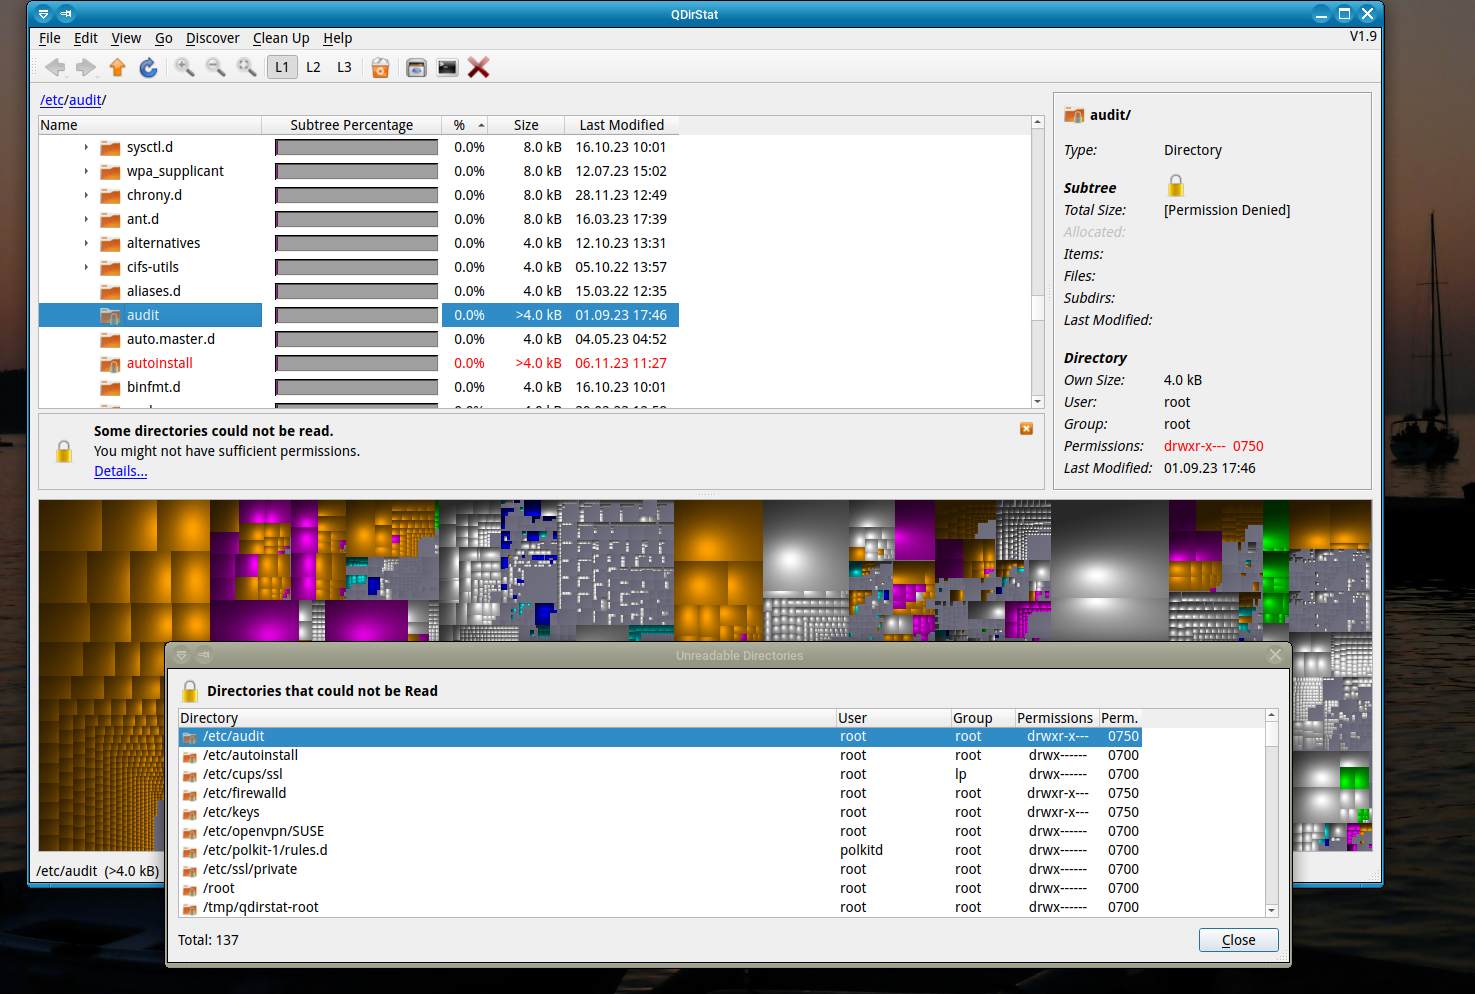 QDirStat
File Edit View Go Discover Clean Up Help V1.9
L1 L2 L3
/etc/audit/
Name Subtree Percentage % Size Last Modified
sysctl.d 0.0% 8.0 kB 16.10.23 10:01
wpa_supplicant 0.0% 8.0 kB 12.07.23 15:02
chrony.d 0.0% 8.0 kB 28.11.23 12:49
ant.d 0.0% 8.0 kB 16.03.22 17:39
alternatives 0.0% 4.0 kB 12.10.23 13:31
cifs-utils 0.0% 4.0 kB 05.10.22 13:57
aliases.d 0.0% 4.0 kB 15.03.22 12:35
audit 0.0% >4.0 kB 01.09.23 17:46
auto.master.d 0.0% 4.0 kB 04.05.23 04:52
autoinstall 0.0% >4.0 kB 06.11.23 11:27
binfmt.d 0.0% 4.0 kB 16.10.23 10:01
audit/
Type: Directory
Subtree
Total Size: [Permission Denied]
Allocated:
Items:
Files:
Subdirs:
Last Modified:
Directory
Own Size: 4.0 kB
User: root
Group: root
Permissions: drwxr-x--- 0750
Last Modified: 01.09.23 17:46
Some directories could not be read.
You might not have sufficient permissions.
Details...
/etc/audit (>4.0 kB)
Unreadable Directories
Directories that could not be Read
Directory User Group Permissions Perm.
/etc/audit root root drwxr-x--- 0750
/etc/autoinstall root root drwx------ 0700
/etc/cups/ssl root lp drwx------ 0700
/etc/firewalld root root drwxr-x--- 0750
/etc/keys root root drwxr-x--- 0750
/etc/openvpn/SUSE root root drwx------ 0700
/etc/polkit-1/rules.d polkitd root drwx------ 0700
/etc/ssl/private root root drwx------ 0700
/root root root drwx------ 0700
/tmp/qdirstat-root root root drwx------ 0700
Total: 137
Close